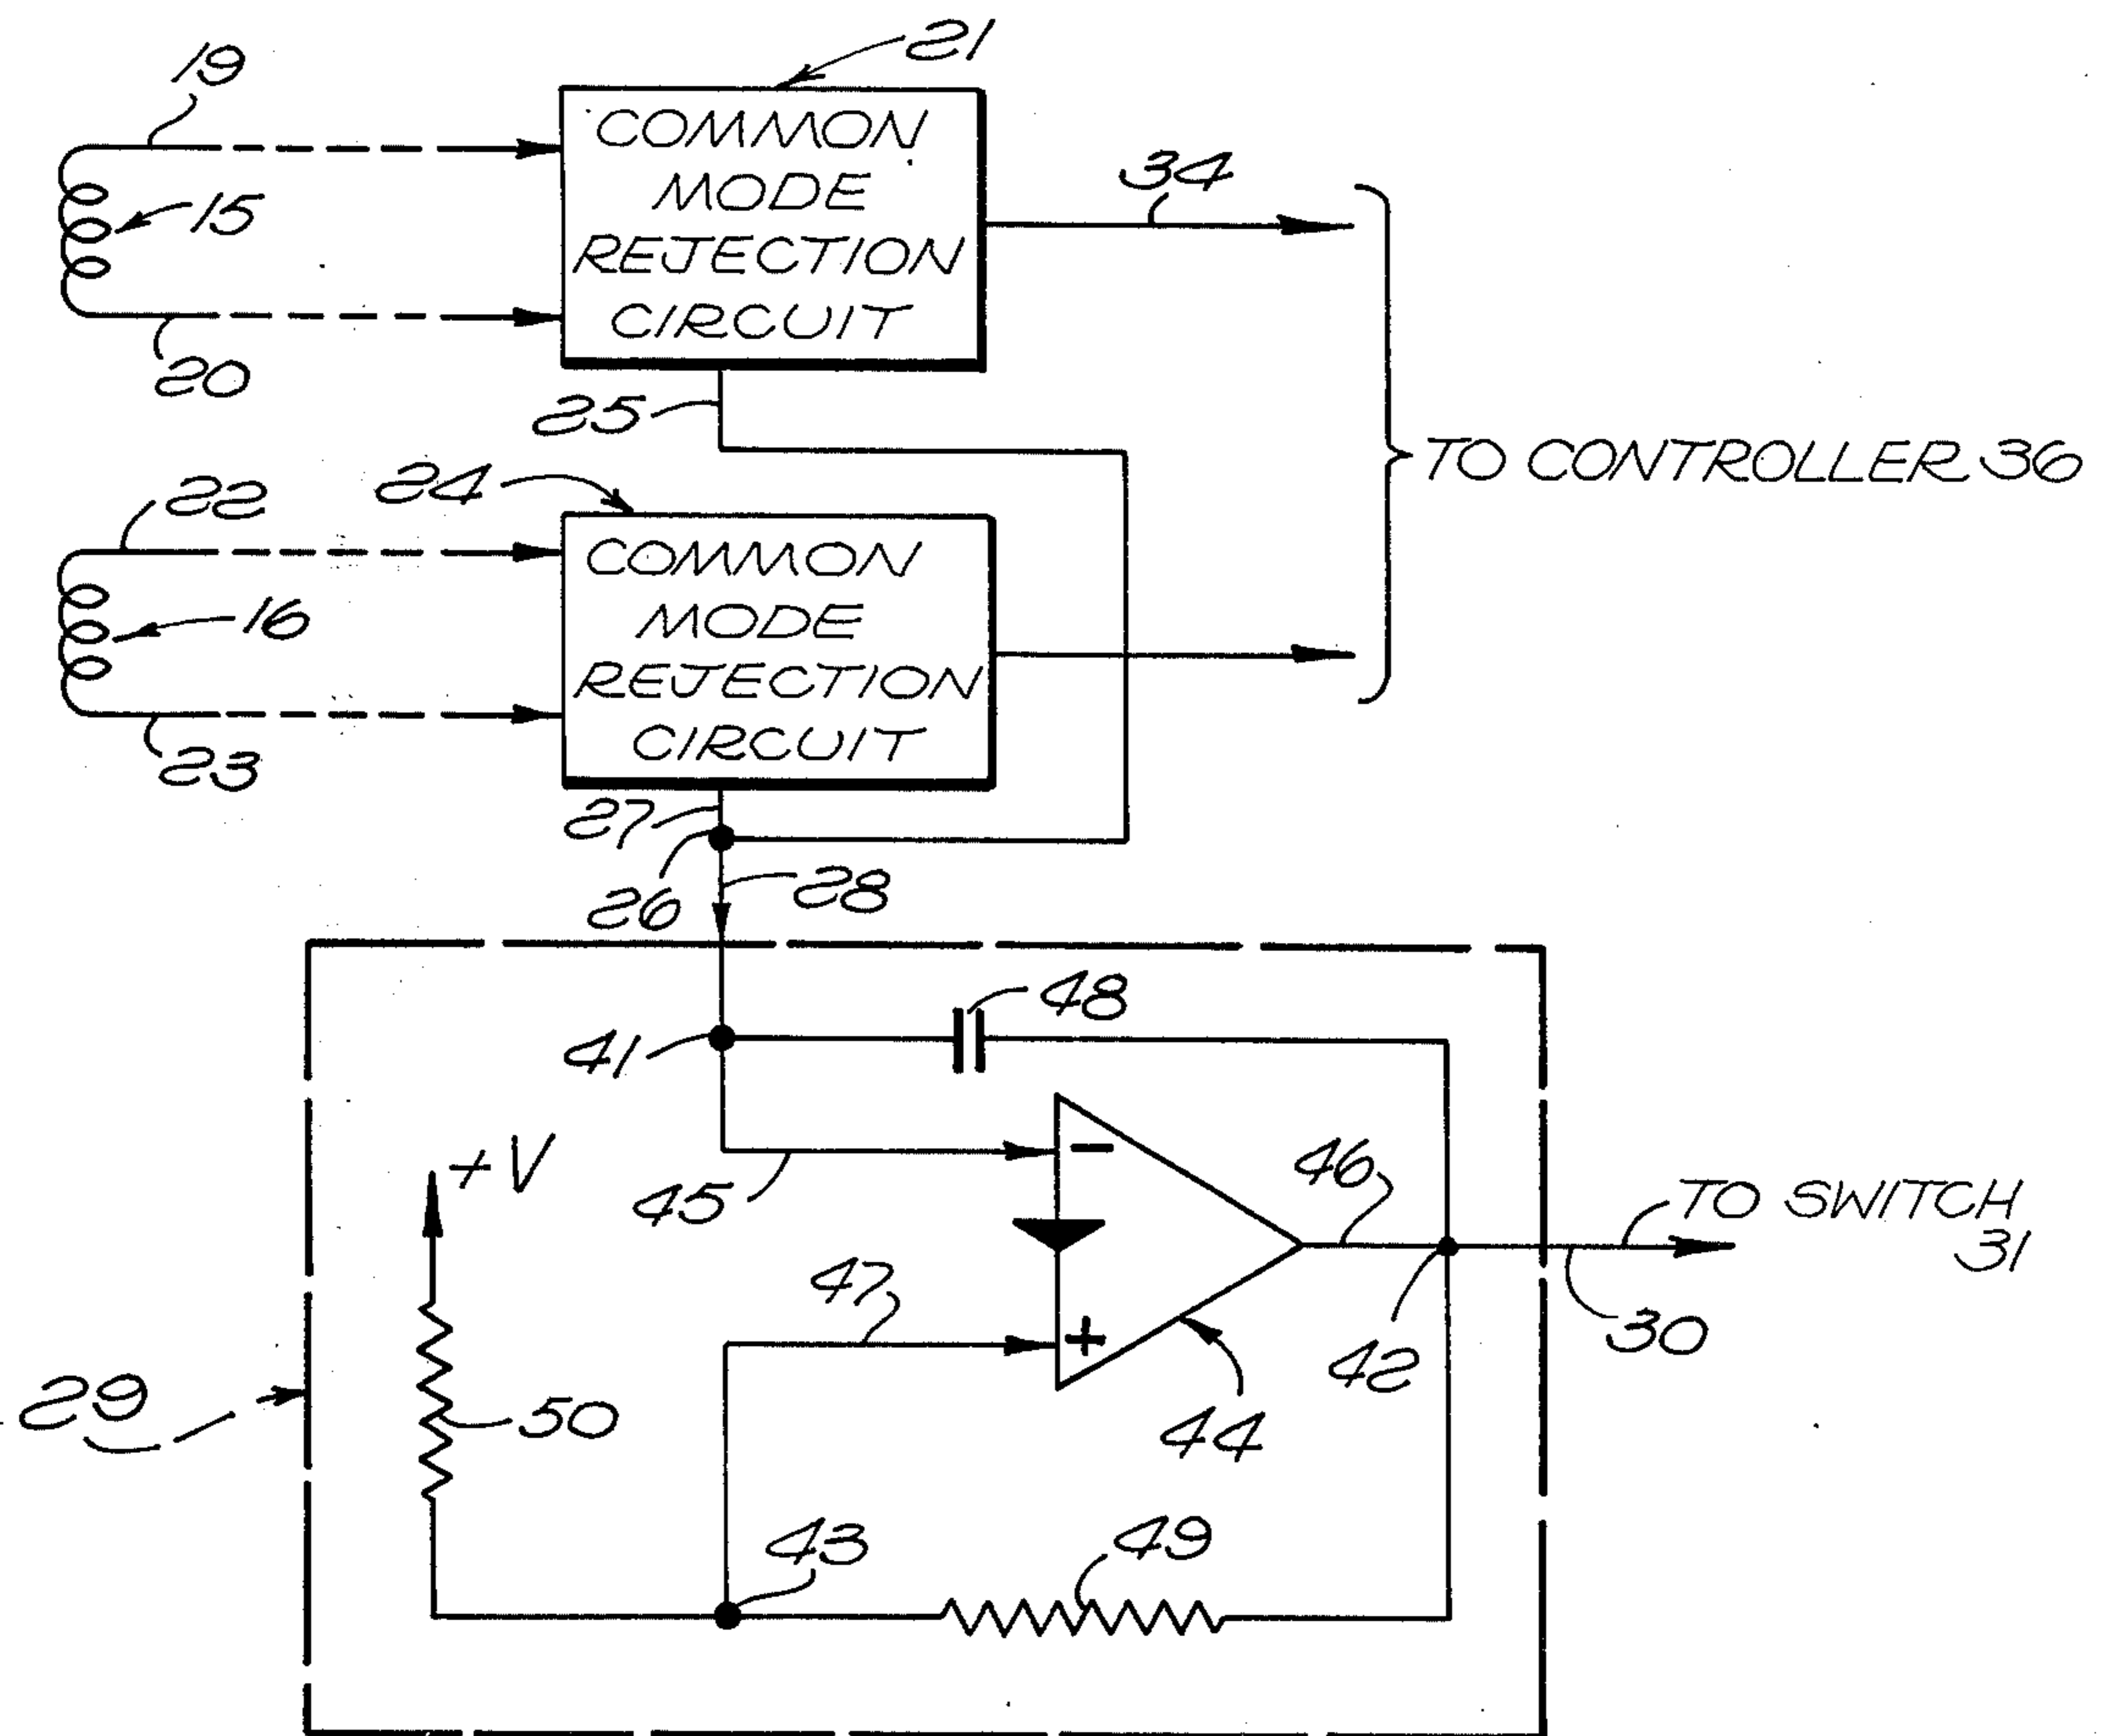 21
19
COMMON
MODE
REJECTION
CIRCUIT
34
15
20
25
TO CONTROLLER 36
22
24
COMMON
MODE
REJECTION
CIRCUIT
16
23
27
26
28
48
41
+V
-
45
46
TO SWITCH
31
47
+
30
42
29
50
44
43
49